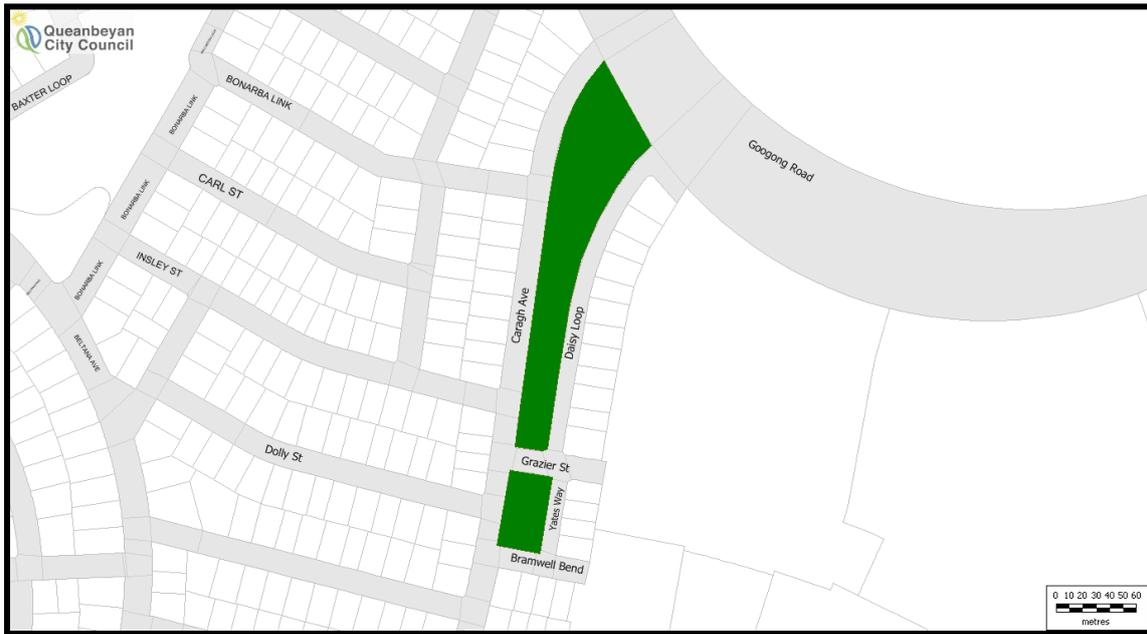 Queanbeyan
City Council
BAXTER LOOP
BONARBA LINK
BONARBA LINK
CARL ST
BONARBA LINK
Googong Road
INSLEY ST
BONARBA LINK
BELTANA AVE
Caragh Ave
Daisy Loop
Dolly St
Grazier St
Yates Way
Bramwell Bend
0 10 20 30 40 50 60
metres